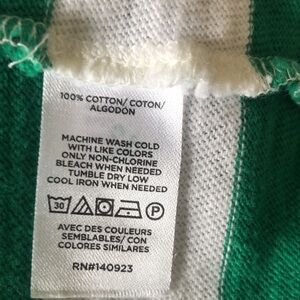 100% COTTON/ COTON/
ALGODÓN
MACHINE WASH COLD
WITH LIKE COLORS
ONLY NON-CHLORINE
BLEACH WHEN NEEDED
TUMBLE DRY LOW
COOL IRON WHEN NEEDED
30 P
AVEC DES COULEURS
SEMBLABLES/ CON
COLORES SIMILARES
RN#140923